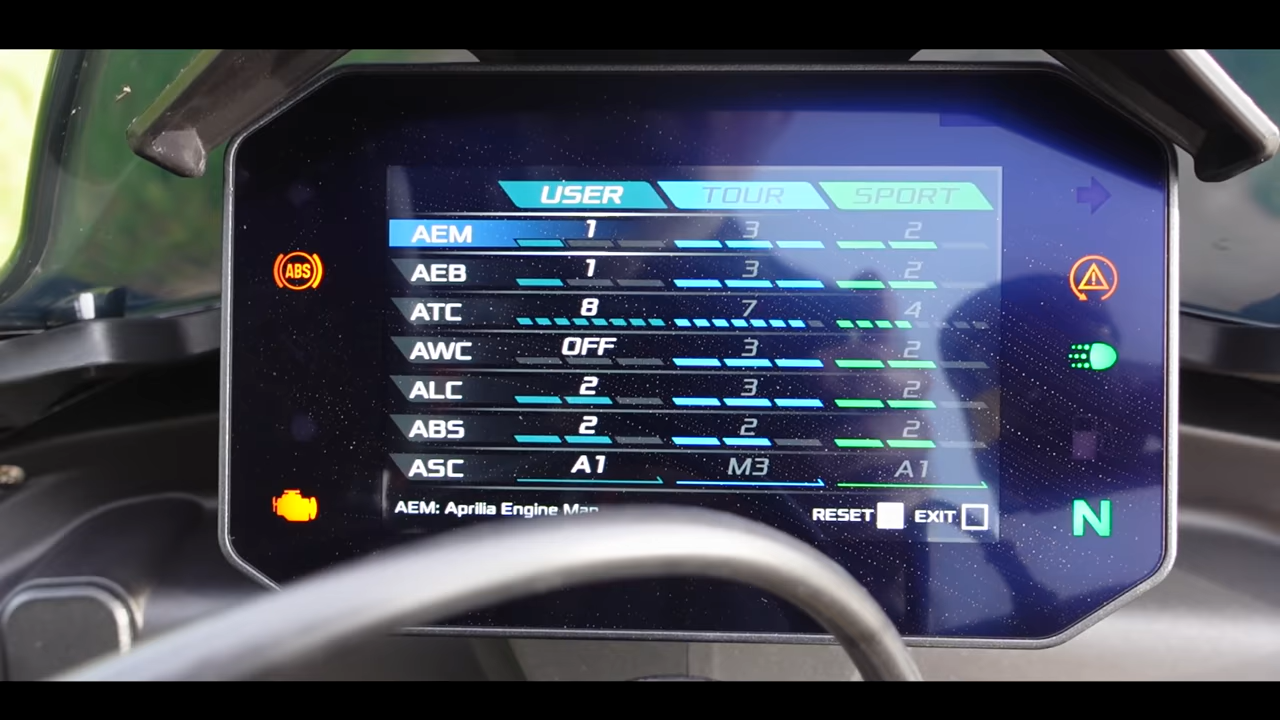 USER TOUR SPORT
AEM 1 3 2
AEB 1 3 2
ATC 8 7 4
AWC OFF 3 2
ALC 2 3 2
ABS 2 2 2
ASC A1 M3 A1
AEM: Aprilia Engine Map
RESET EXIT
ABS
N